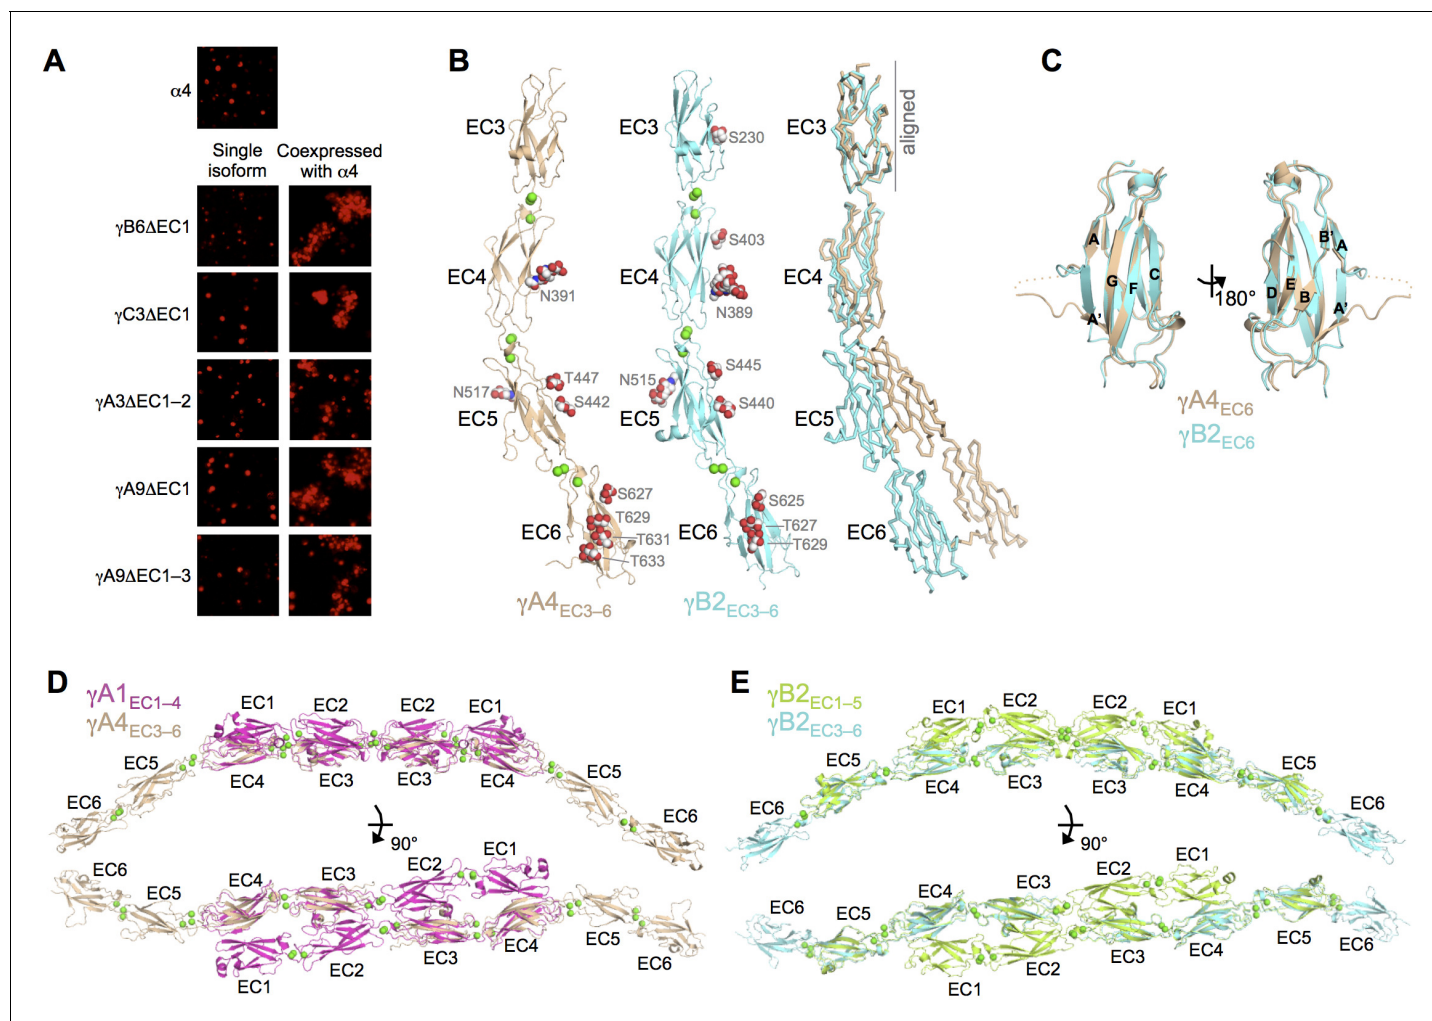 A
α4
Single isoform
Coexpressed with α4
γB6ΔEC1
γC3ΔEC1
γA3ΔEC1–2
γA9ΔEC1
γA9ΔEC1–3
B
EC3
EC4
N391
N517
T447
S442
EC5
S627
T629
T631
T633
EC6
γA4EC3–6
EC3
S230
S403
EC4
N389
S445
N515
S440
EC5
S625
T627
T629
EC6
γB2EC3–6
EC3
aligned
EC4
EC5
EC6
C
A
G
F
C
A'
180°
B'
A
D
E
B
A'
γA4EC6
γB2EC6
D
γA1EC1–4
γA4EC3–6
EC1
EC2
EC2
EC1
EC5
EC4
EC3
EC3
EC4
EC5
EC6
EC6
90°
EC6
EC5
EC4
EC3
EC2
EC1
EC1
EC2
EC3
EC4
EC5
EC6
E
γB2EC1–5
γB2EC3–6
EC1
EC2
EC2
EC1
EC5
EC4
EC3
EC3
EC4
EC5
EC6
EC6
90°
EC6
EC5
EC4
EC3
EC2
EC1
EC1
EC2
EC3
EC4
EC5
EC6